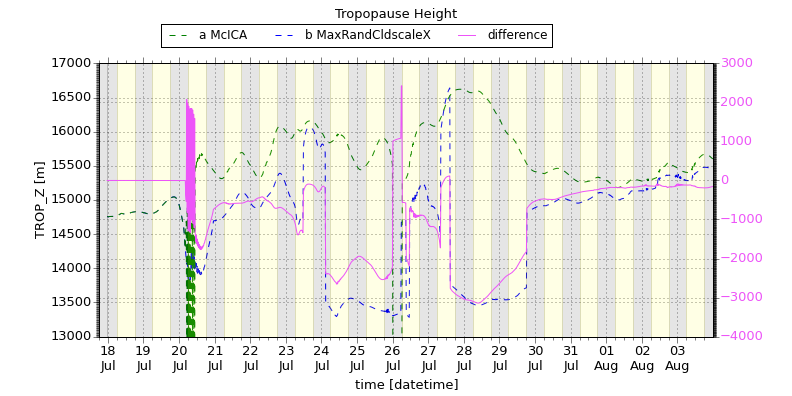 Tropopause Height
a McICA b MaxRandCldscaleX difference
17000 3000
16500 2000
16000 1000
15500 0
15000 −1000
14500 −2000
14000 −3000
13500 −4000
13000
TROP_Z [m]
18 19 20 21 22 23 24 25 26 27 28 29 30 31 01 02 03
Jul Jul Jul Jul Jul Jul Jul Jul Jul Jul Jul Jul Jul Jul Aug Aug Aug
time [datetime]